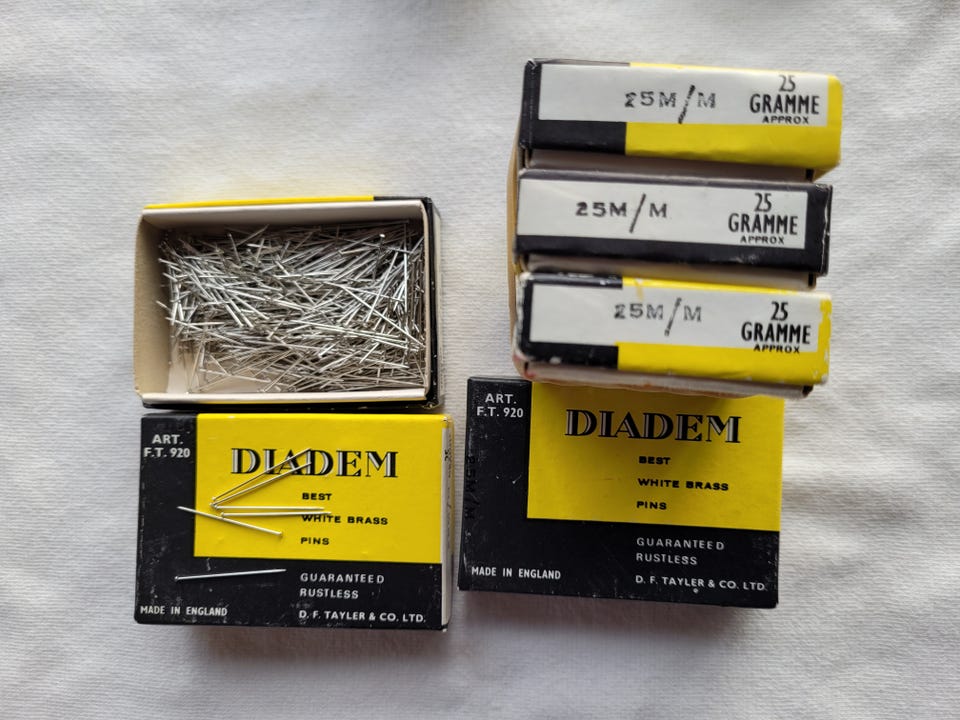 25M/M
25
GRAMME
APPROX
25M/M
25
GRAMME
APPROX
25M/M
25
GRAMME
APPROX
ART.
F.T. 920
DIADEM
BEST
WHITE BRASS
PINS
GUARANTEED
RUSTLESS
MADE IN ENGLAND
D. F. TAYLER & CO. LTD.
ART.
F.T. 920
DIADEM
BEST
WHITE BRASS
PINS
GUARANTEED
RUSTLESS
MADE IN ENGLAND
D. F. TAYLER & CO. LTD.